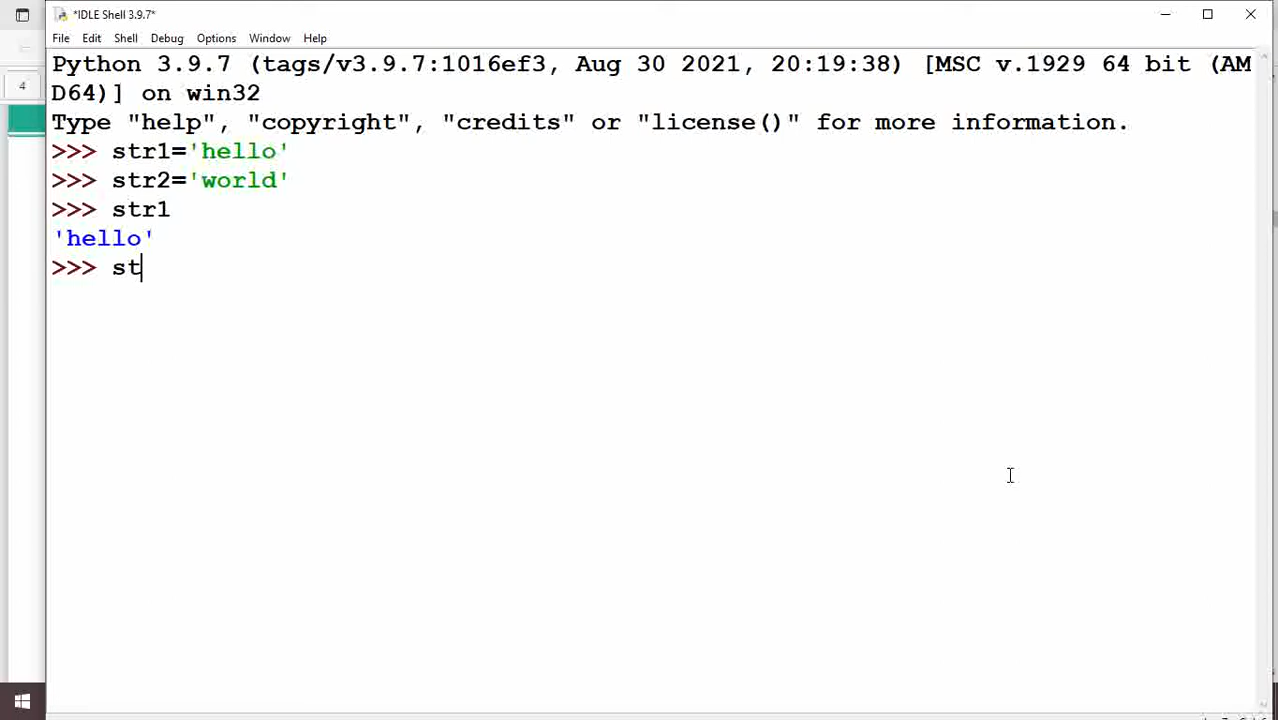 *IDLE Shell 3.9.7*
File Edit Shell Debug Options Window Help
4
Python 3.9.7 (tags/v3.9.7:1016ef3, Aug 30 2021, 20:19:38) [MSC v.1929 64 bit (AM
D64)] on win32
Type "help", "copyright", "credits" or "license()" for more information.
>>> str1='hello'
>>> str2='world'
>>> str1
'hello'
>>> st